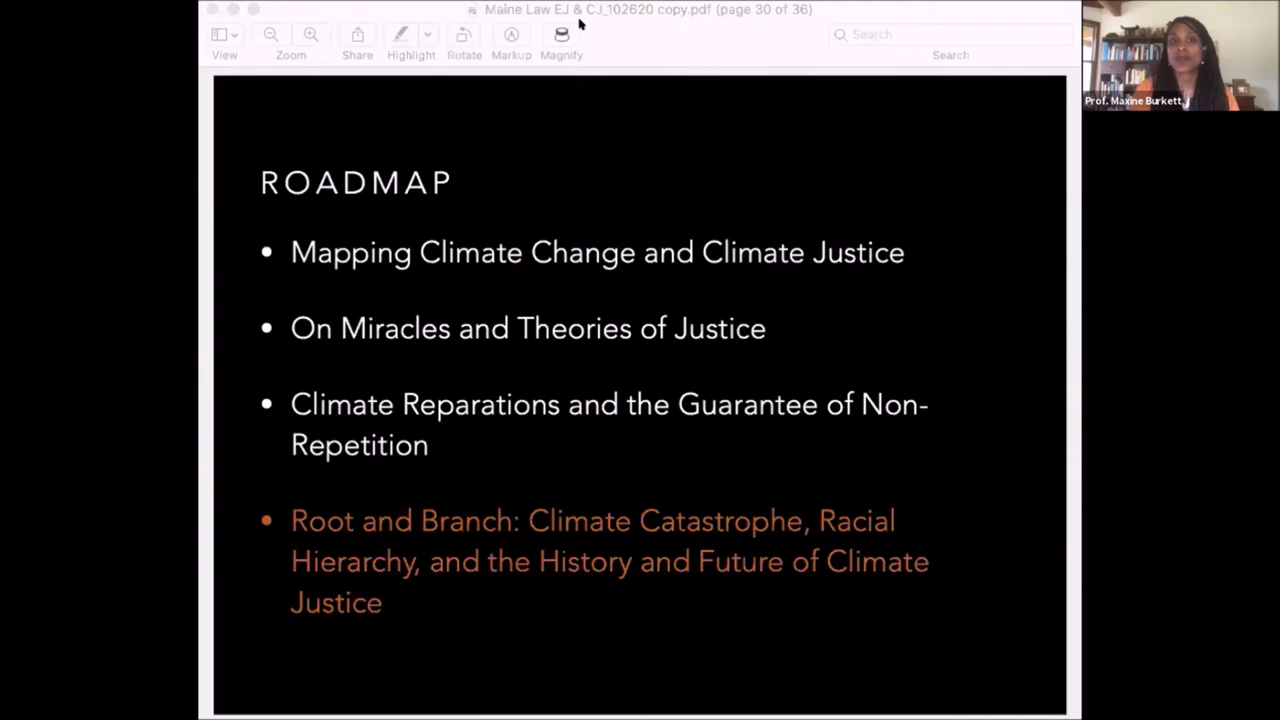 Maine Law EJ & CJ_102620 copy.pdf (page 30 of 36)
View
Zoom
Share
Highlight
Rotate
Markup
Magnify
Search
Search
Prof. Maxine Burkett
ROADMAP
• Mapping Climate Change and Climate Justice
• On Miracles and Theories of Justice
• Climate Reparations and the Guarantee of Non-
Repetition
• Root and Branch: Climate Catastrophe, Racial
Hierarchy, and the History and Future of Climate
Justice